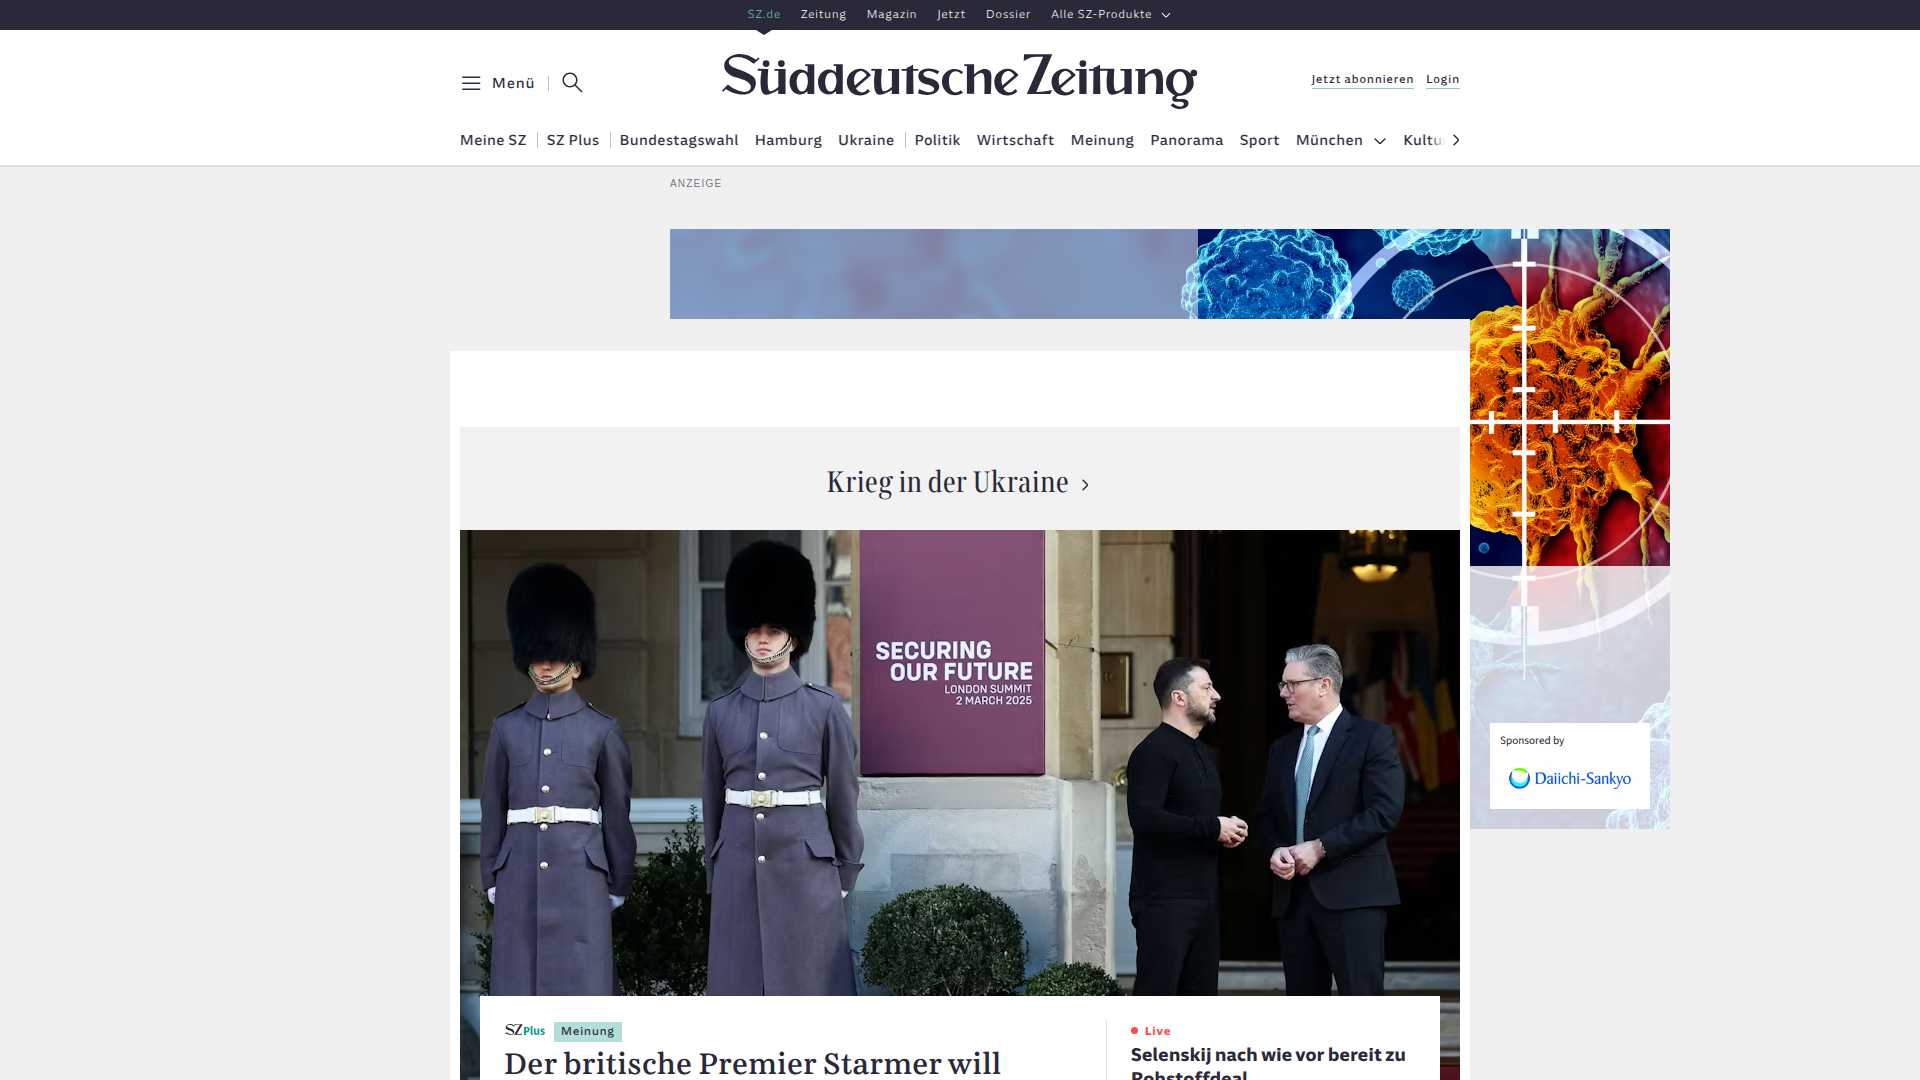 SZ.de Zeitung Magazin Jetzt Dossier Alle SZ-Produkte
Menü
Süddeutsche Zeitung
Jetzt abonnieren Login
Meine SZ SZ Plus Bundestagswahl Hamburg Ukraine Politik Wirtschaft Meinung Panorama Sport München Kultu
ANZEIGE
Krieg in der Ukraine
SECURING
OUR FUTURE
LONDON SUMMIT
2 MARCH 2025
Sponsored by
Daiichi-Sankyo
SZ Plus Meinung
Der britische Premier Starmer will
Live
Selenskij nach wie vor bereit zu
Rohstoffdeal